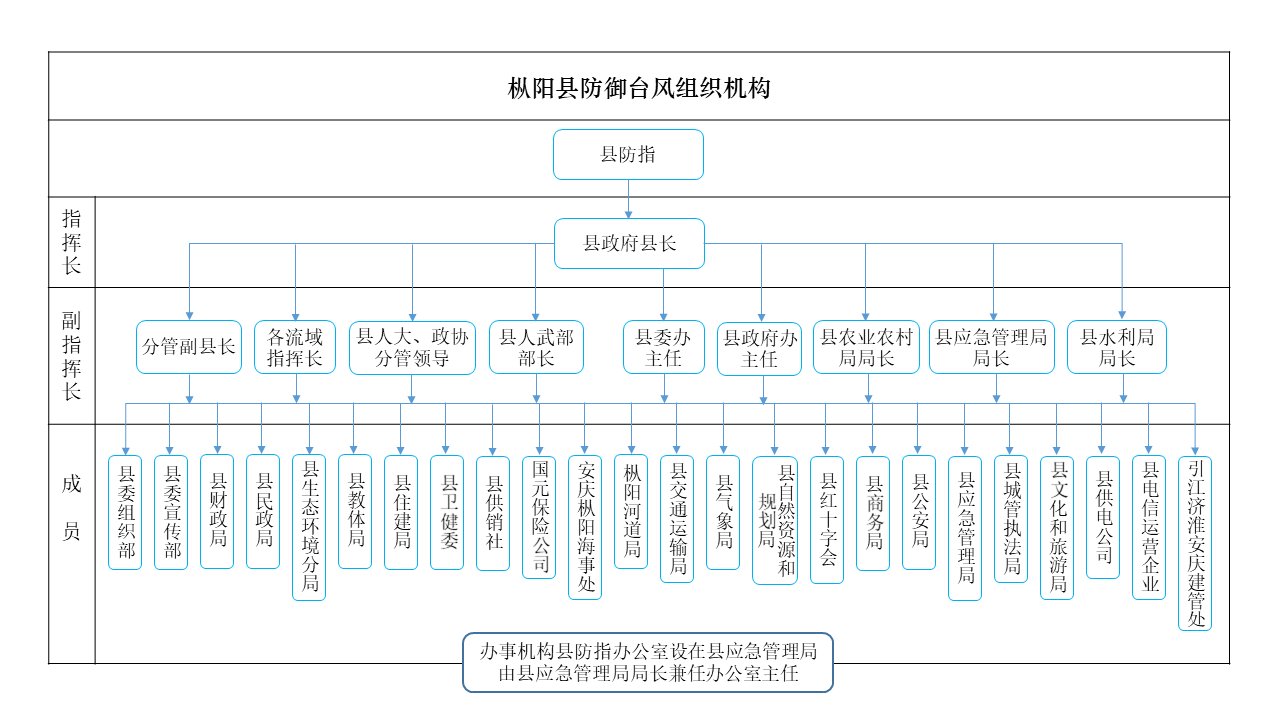 枞阳县防御台风组织机构
县防指
指挥长
县政府县长
副指挥长
分管副县长
各流域
指挥长
县人大、政协
分管领导
县人武部
部长
县委办
主任
县政府办
主任
县农业农村
局局长
县应急管理局
局长
县水利局
局长
成员
县委组织部
县委宣传部
县财政局
县民政局
县生态环境分局
县教体局
县住建局
县卫健委
县供销社
国元保险公司
安庆枞阳海事处
枞阳河道局
县交通运输局
县气象局
县自然资源和
规划局
县红十字会
县商务局
县公安局
县应急管理局
县城管执法局
县文化和旅游局
县供电公司
县电信运营企业
引江济淮安庆建管处
办事机构县防指办公室设在县应急管理局
由县应急管理局局长兼任办公室主任